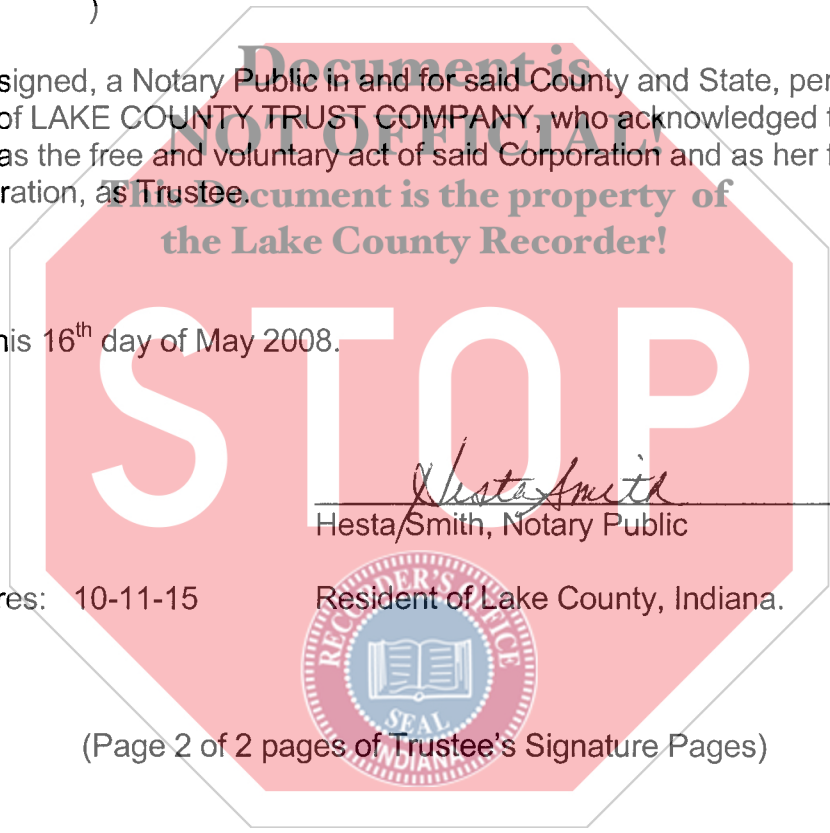 )
Document is
signed, a Notary Public in and for said County and State, per
NOT OFFICIAL!
of LAKE COUNTY TRUST COMPANY, who acknowledged
as the free and voluntary act of said Corporation and as her
ration, as Trustee.
This Document is the property of
the Lake County Recorder!
his 16th day of May 2008.
STOP
Hesta Smith
Hesta Smith, Notary Public
res: 10-11-15 Resident of Lake County, Indiana.
RECORDER'S OFFICE
SEAL
INDIANA
(Page 2 of 2 pages of Trustee's Signature Pages)